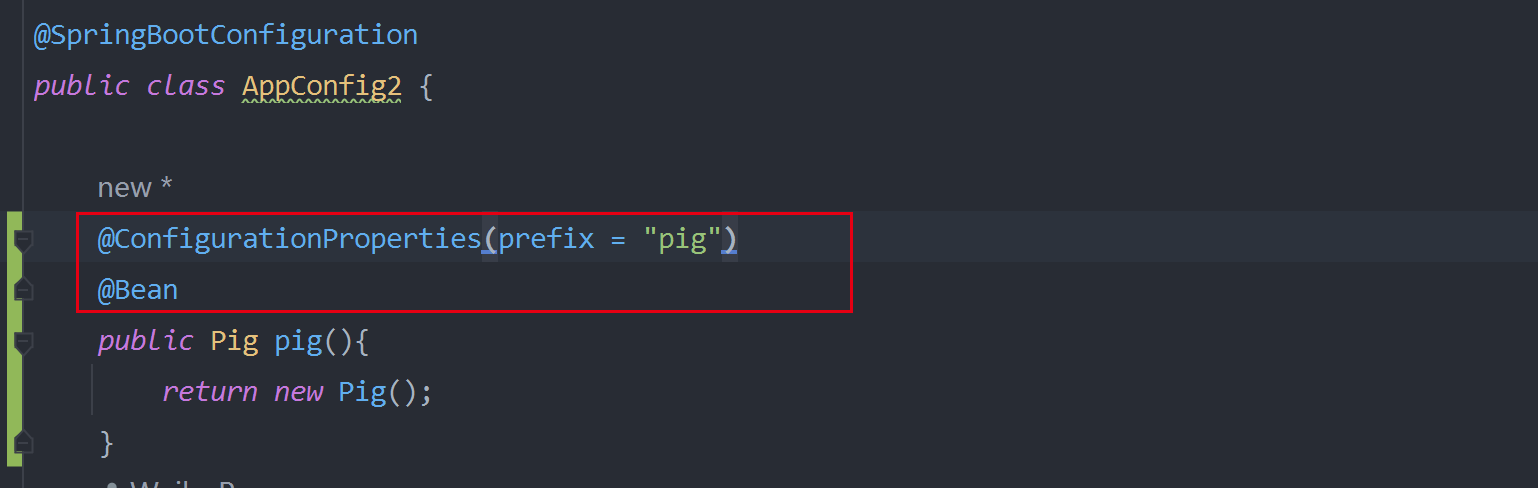 @SpringBootConfiguration
public class AppConfig2 {
new *
@ConfigurationProperties(prefix = "pig")
@Bean
public Pig pig(){
return new Pig();
}